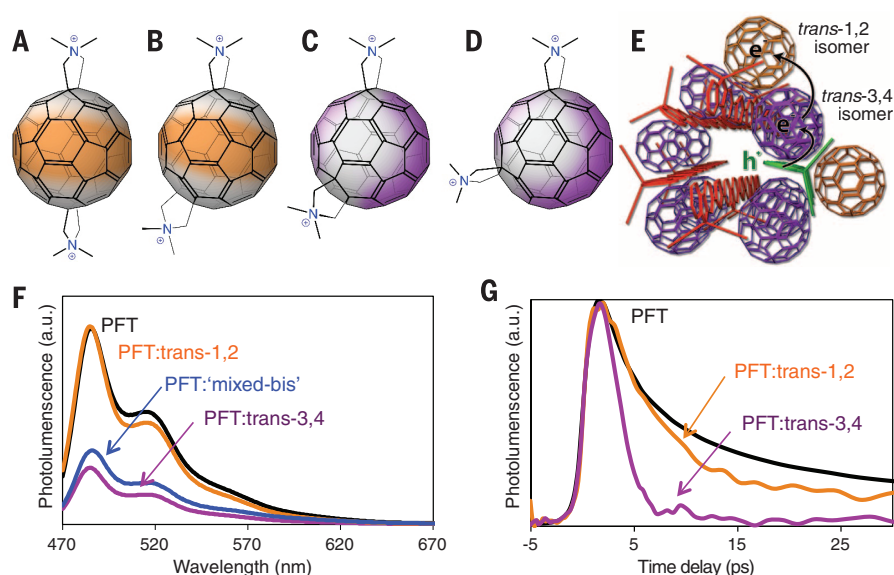 A
B
C
D
E
N
⊕
N
⊕
N
⊕
N
⊕
N
⊕
N
⊕
N
⊕
N
⊕
trans-1,2
isomer
trans-3,4
isomer
e-
e-
h+
F
Photoluminescence (a.u.)
PFT
PFT:trans-1,2
PFT:‘mixed-bis’
PFT:trans-3,4
470 520 570 620 670
Wavelength (nm)
G
Photoluminescence (a.u.)
PFT
PFT:trans-1,2
PFT:trans-3,4
-5 5 15 25
Time delay (ps)